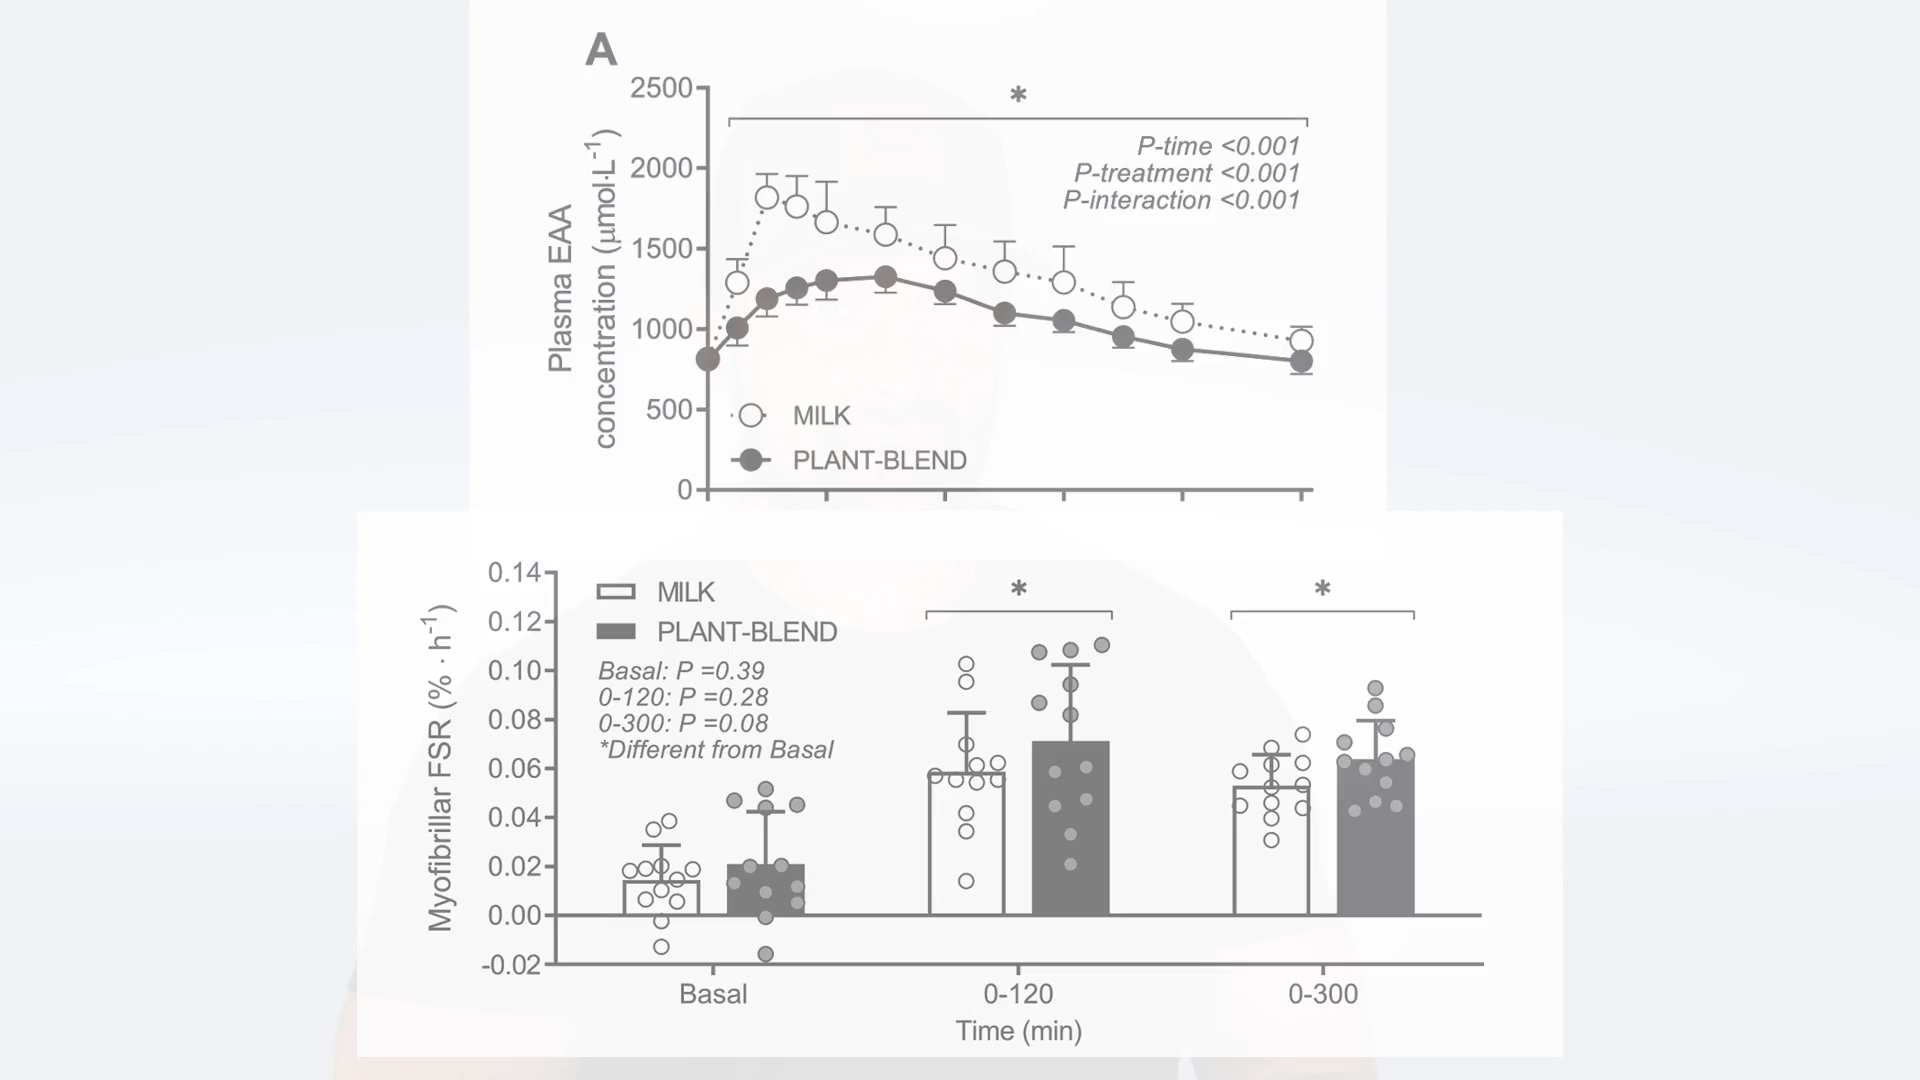 A
2500
2000
1500
1000
500
0
Plasma EAA
concentration (μmol·L⁻¹)
*
P-time <0.001
P-treatment <0.001
P-interaction <0.001
MILK
PLANT-BLEND
0.14
0.12
0.10
0.08
0.06
0.04
0.02
0.00
-0.02
Myofibrillar FSR (% · h⁻¹)
MILK
PLANT-BLEND
Basal: P =0.39
0-120: P =0.28
0-300: P =0.08
*Different from Basal
* *
Basal 0-120 0-300
Time (min)